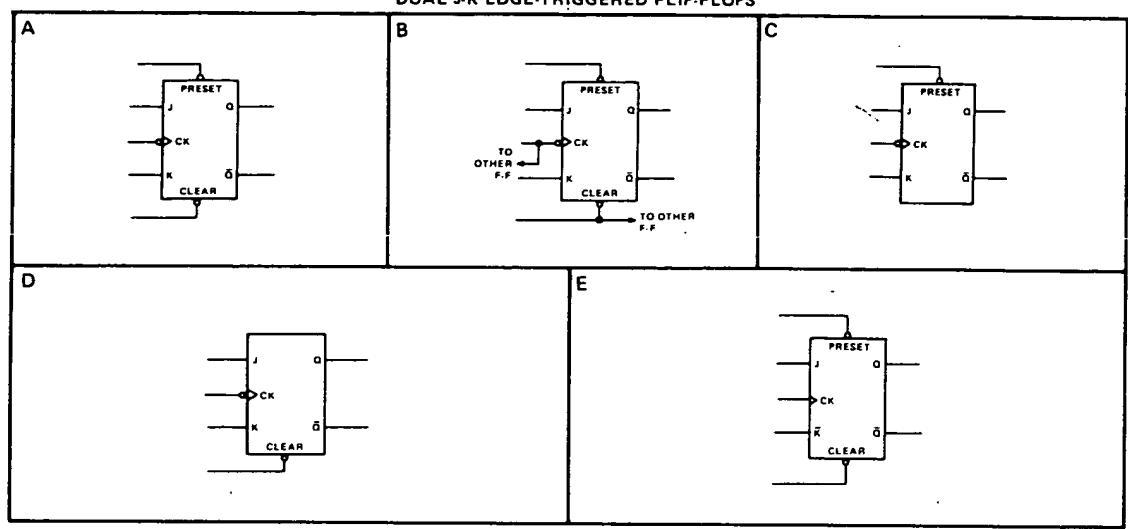 DUAL J-K EDGE-TRIGGERED FLIP-FLOPS
A
PRESET
J Q
CK
K Q̄
CLEAR
B
PRESET
J Q
CK
TO
OTHER
F-F
K Q̄
CLEAR
TO OTHER
F-F
C
PRESET
J Q
CK
K Q̄
D
J Q
CK
K Q̄
CLEAR
E
PRESET
J Q
CK
K̄ Q̄
CLEAR